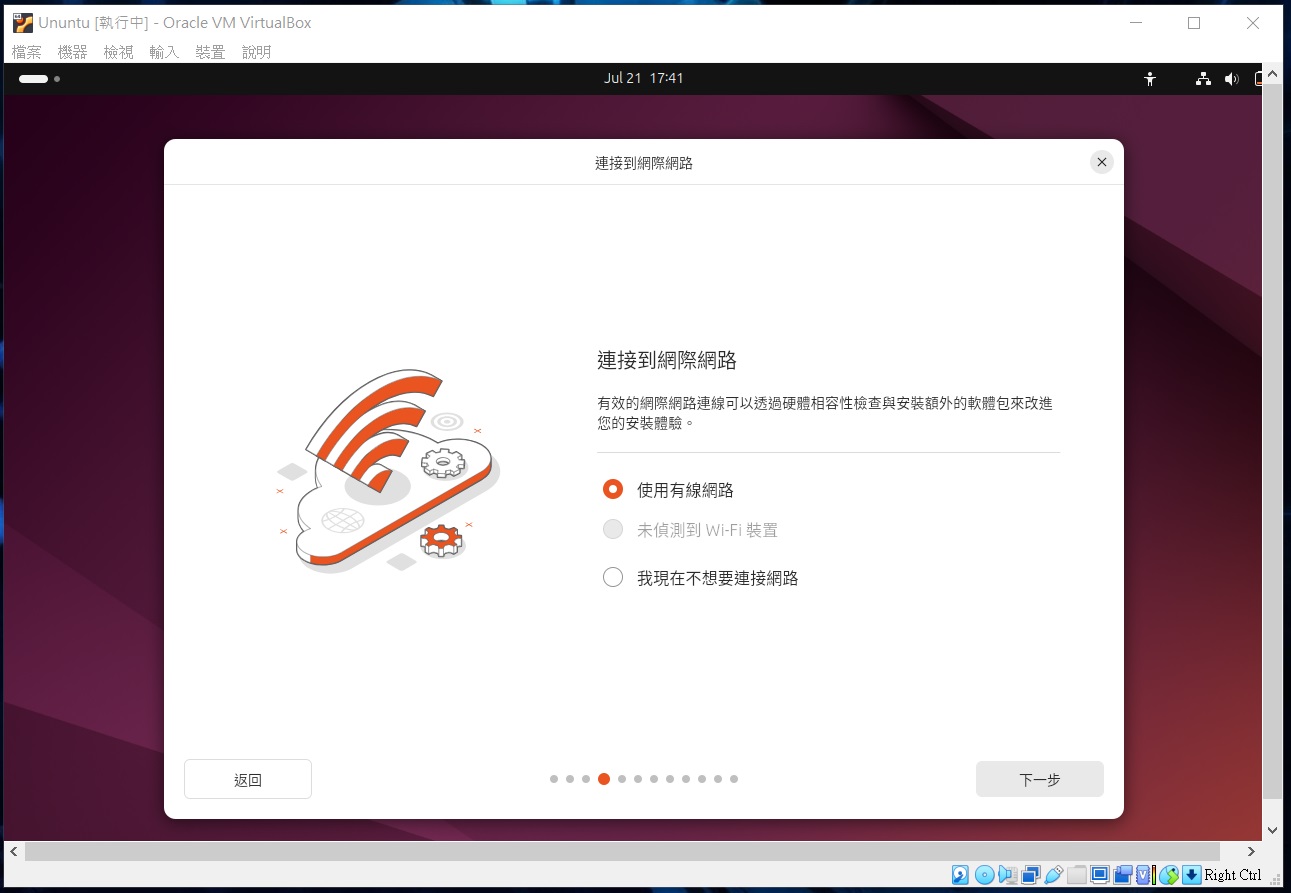 Ununtu [執行中] - Oracle VM VirtualBox
檔案 機器 檢視 輸入 裝置 說明
Jul 21 17:41
連接到網際網路
連接到網際網路
有效的網際網路連線可以透過硬體相容性檢查與安裝額外的軟體包來改進
您的安裝體驗。
使用有線網路
未偵測到 Wi-Fi 裝置
我現在不想要連接網路
返回
下一步
Right Ctrl